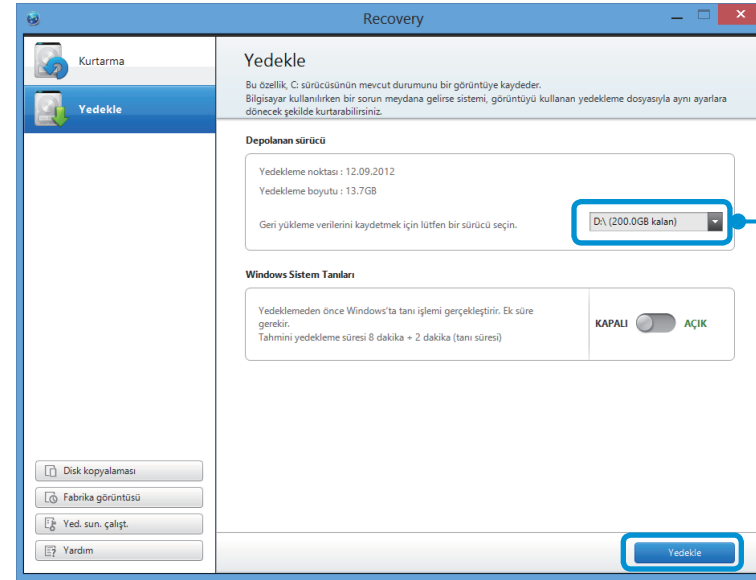 Recovery
Kurtarma
Yedekle
Yedekle
Bu özellik, C: sürücüsünün mevcut durumunu bir görüntüye kaydeder.
Bilgisayar kullanılırken bir sorun meydana gelirse sistemi, görüntüyü kullanan yedekleme dosyasıyla aynı ayarlara
dönecek şekilde kurtarabilirsiniz.
Depolanan sürücü
Yedekleme noktası : 12.09.2012
Yedekleme boyutu : 13.7GB
Geri yükleme verilerini kaydetmek için lütfen bir sürücü seçin.
D:\ (200.0GB kalan)
Windows Sistem Tanıları
Yedeklemeden önce Windows'ta tanı işlemi gerçekleştirir. Ek süre
gerekir.
Tahmini yedekleme süresi 8 dakika + 2 dakika (tanı süresi)
KAPALI AÇIK
Disk kopyalaması
Fabrika görüntüsü
Yed. sun. çalışt.
Yardım
Yedekle